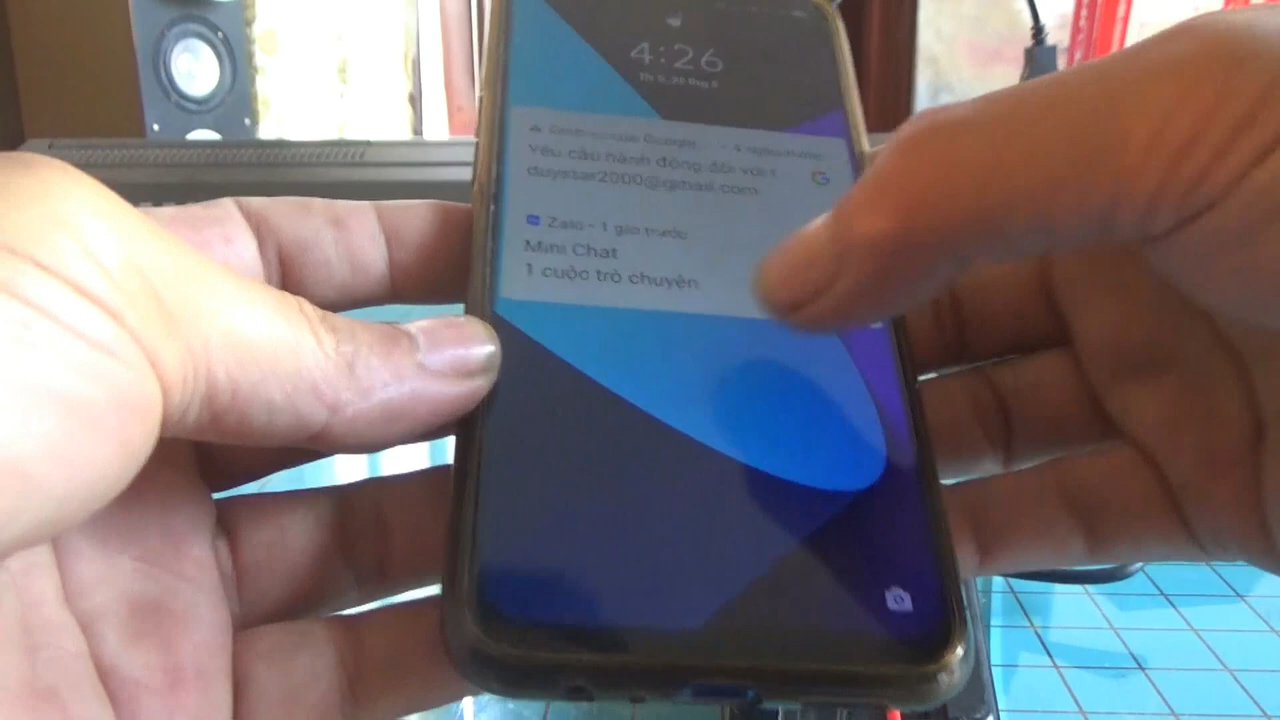 4:26
Yêu cầu hành động đối với t
duystar2000@gmail.com
Zalo - 1 giờ trước
Mini Chat
1 cuộc trò chuyện